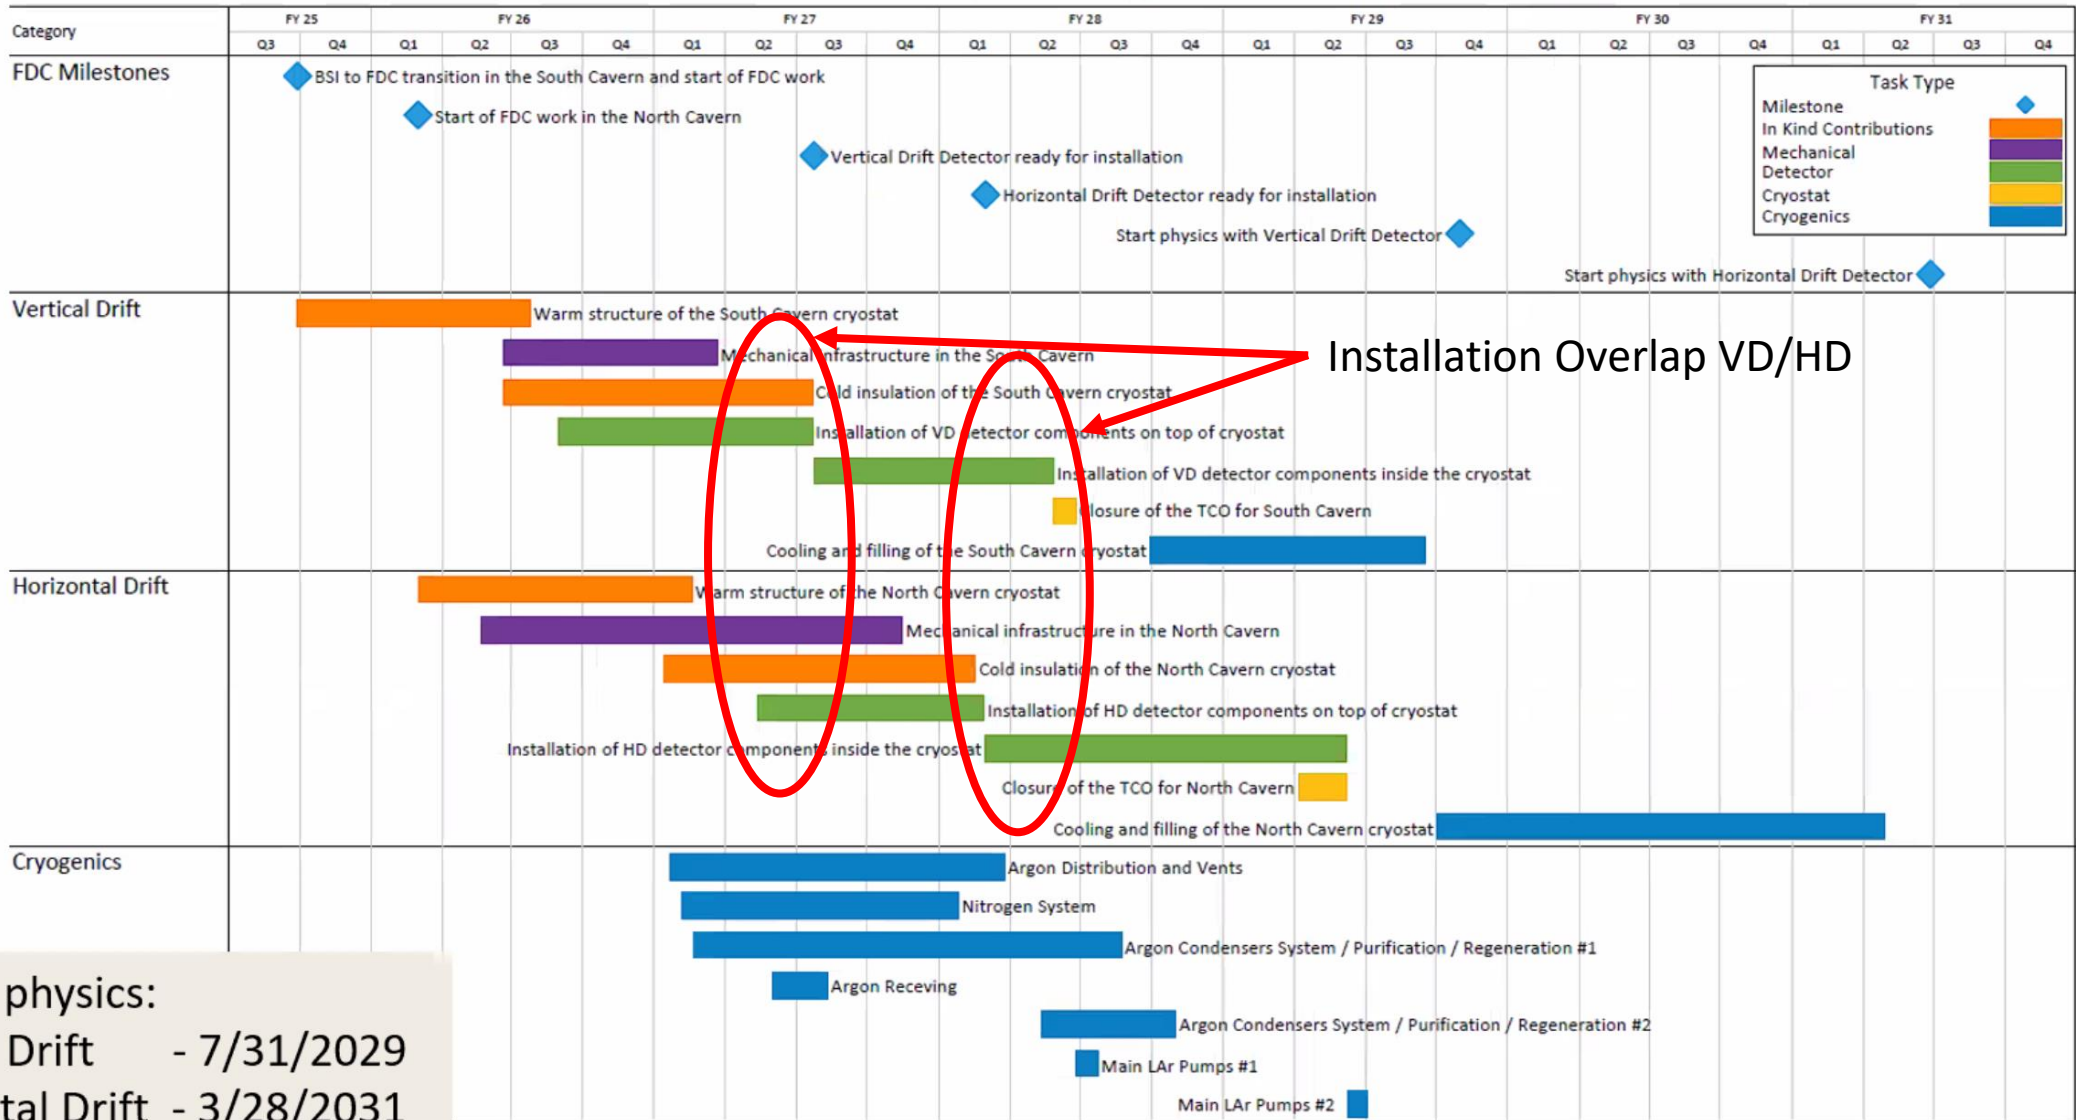 Category
FY 25 FY 26 FY 27 FY 28 FY 29 FY 30 FY 31
Q3 Q4 Q1 Q2 Q3 Q4 Q1 Q2 Q3 Q4 Q1 Q2 Q3 Q4 Q1 Q2 Q3 Q4 Q1 Q2 Q3 Q4 Q1 Q2 Q3 Q4
FDC Milestones
BSI to FDC transition in the South Cavern and start of FDC work
Start of FDC work in the North Cavern
Vertical Drift Detector ready for installation
Horizontal Drift Detector ready for installation
Start physics with Vertical Drift Detector
Start physics with Horizontal Drift Detector
Task Type
Milestone
In Kind Contributions
Mechanical
Detector
Cryostat
Cryogenics
Vertical Drift
Warm structure of the South Cavern cryostat
Mechanical infrastructure in the South Cavern
Installation Overlap VD/HD
Cold insulation of the South Cavern cryostat
Installation of VD detector components on top of cryostat
Installation of VD detector components inside the cryostat
Closure of the TCO for South Cavern
Cooling and filling of the South Cavern cryostat
Horizontal Drift
Warm structure of the North Cavern cryostat
Mechanical infrastructure in the North Cavern
Cold insulation of the North Cavern cryostat
Installation of HD detector components on top of cryostat
Installation of HD detector components inside the cryostat
Closure of the TCO for North Cavern
Cooling and filling of the North Cavern cryostat
Cryogenics
Argon Distribution and Vents
Nitrogen System
Argon Condensers System / Purification / Regeneration #1
Argon Receving
Argon Condensers System / Purification / Regeneration #2
Main LAr Pumps #1
Main LAr Pumps #2
physics:
Drift - 7/31/2029
tal Drift - 3/28/2031